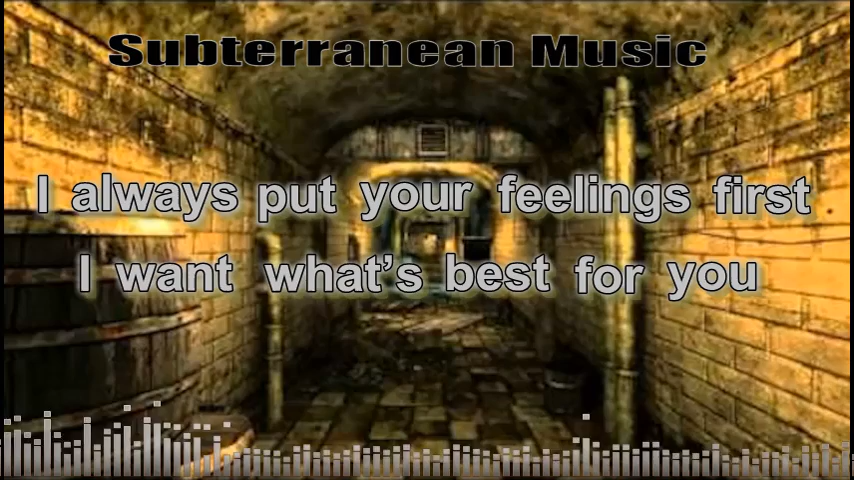 Subterranean Music
I always put your feelings first
I want what's best for you